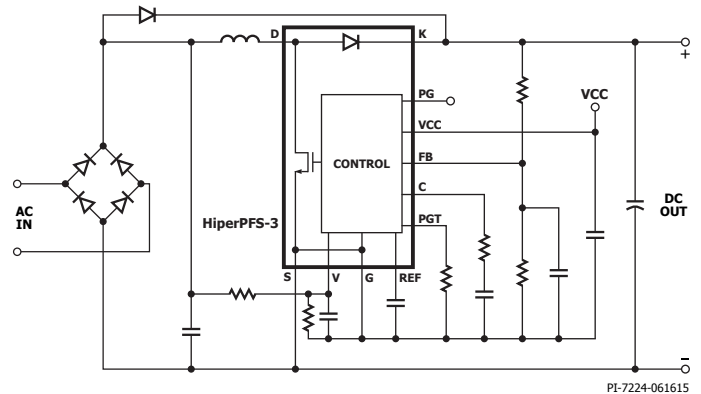 D
K
PG
VCC
VCC
FB
CONTROL
C
AC
IN
DC
OUT
HiperPFS-3
PGT
S
V
G
REF
+
−
PI-7224-061615